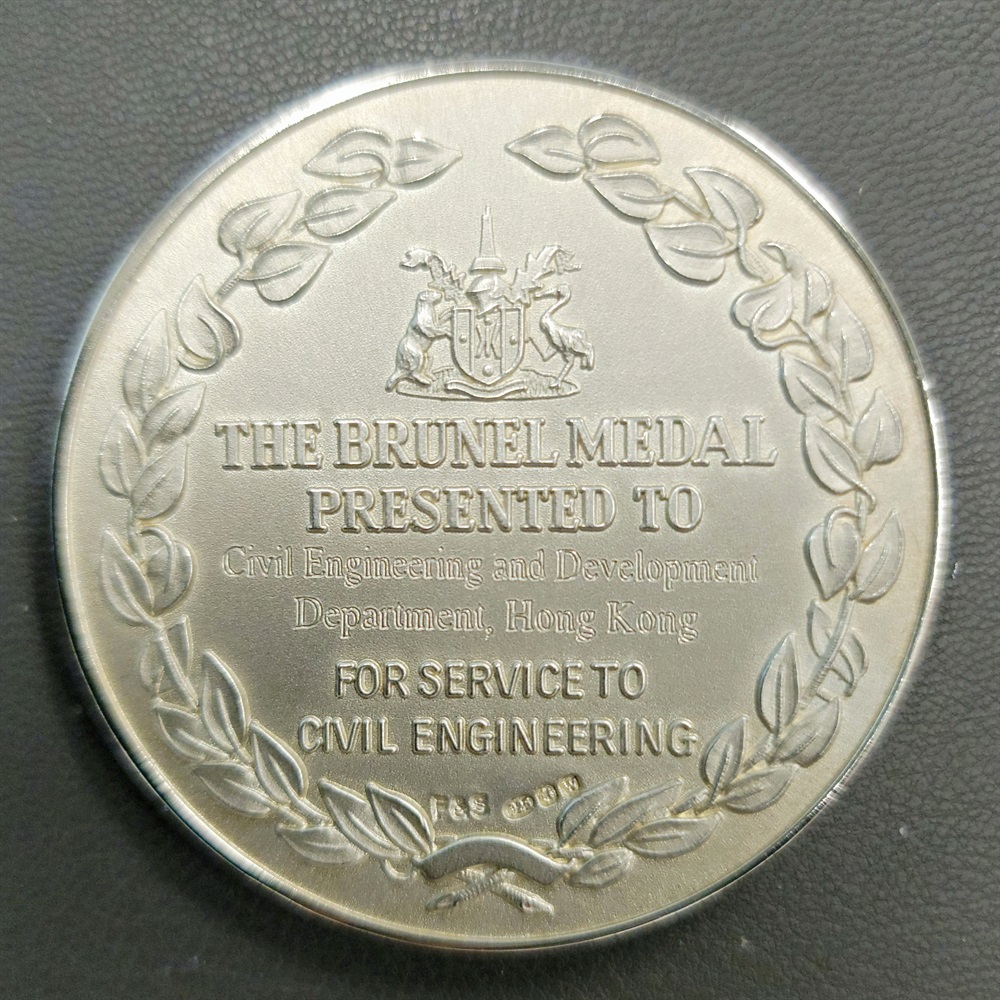 THE BRUNEL MEDAL
PRESENTED TO
Civil Engineering and Development
Department, Hong Kong
FOR SERVICE TO
CIVIL ENGINEERING
F&S